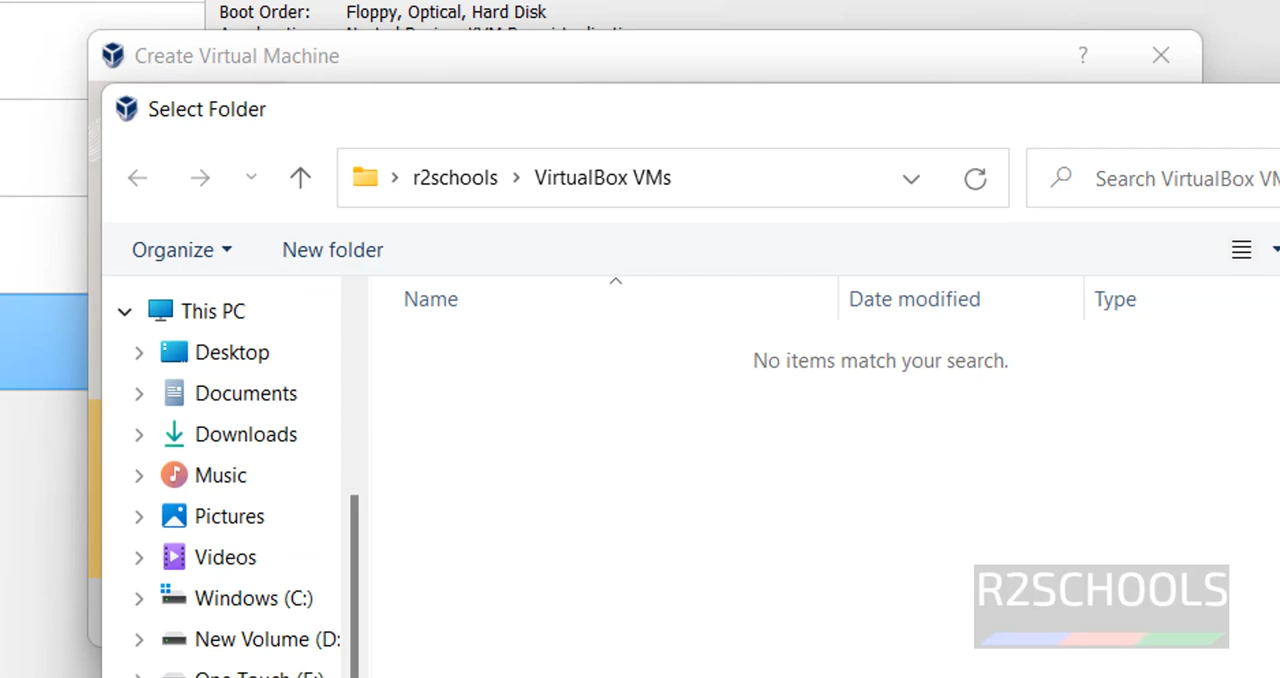 Boot Order: Floppy, Optical, Hard Disk
Create Virtual Machine ?
Select Folder
r2schools > VirtualBox VMs
Search VirtualBox
Organize New folder
Name Date modified Type
This PC
No items match your search.
Desktop
Documents
Downloads
Music
Pictures
Videos
Windows (C:)
R2SCHOOLS
New Volume (D: